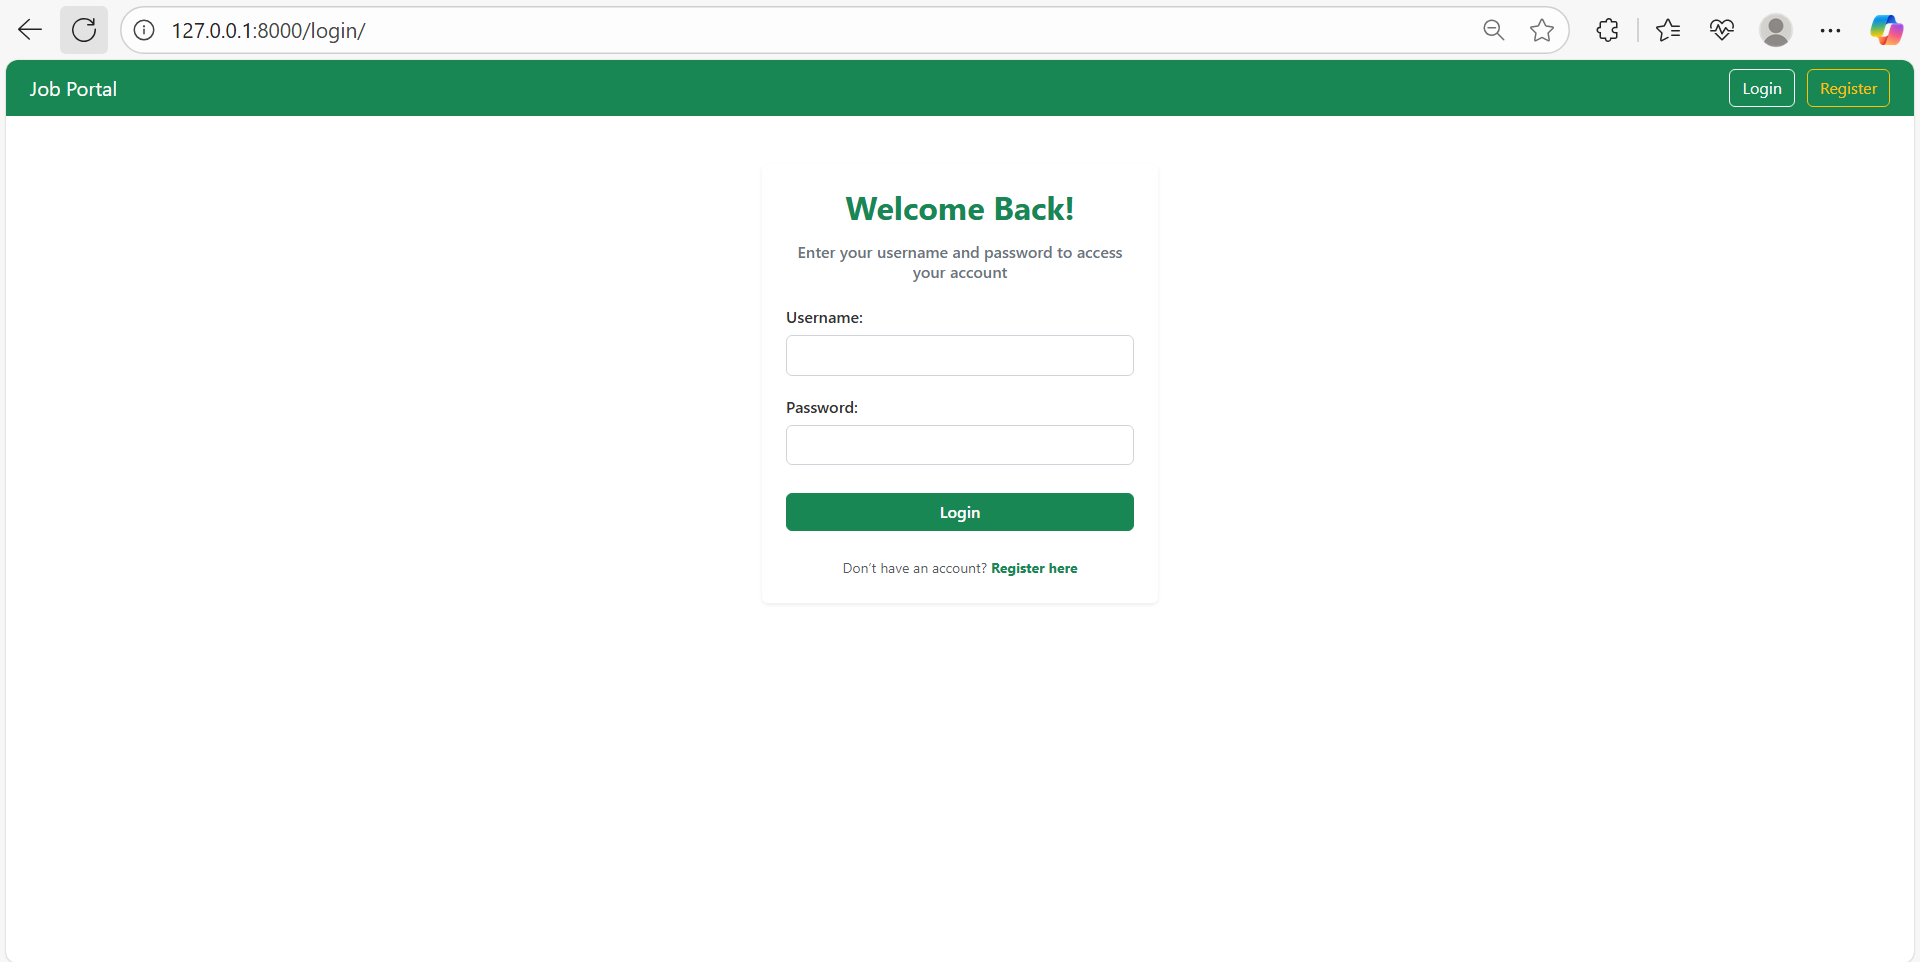 127.0.0.1:8000/login/
Job Portal
Login
Register
Welcome Back!
Enter your username and password to access
your account
Username:
Password:
Login
Don’t have an account? Register here